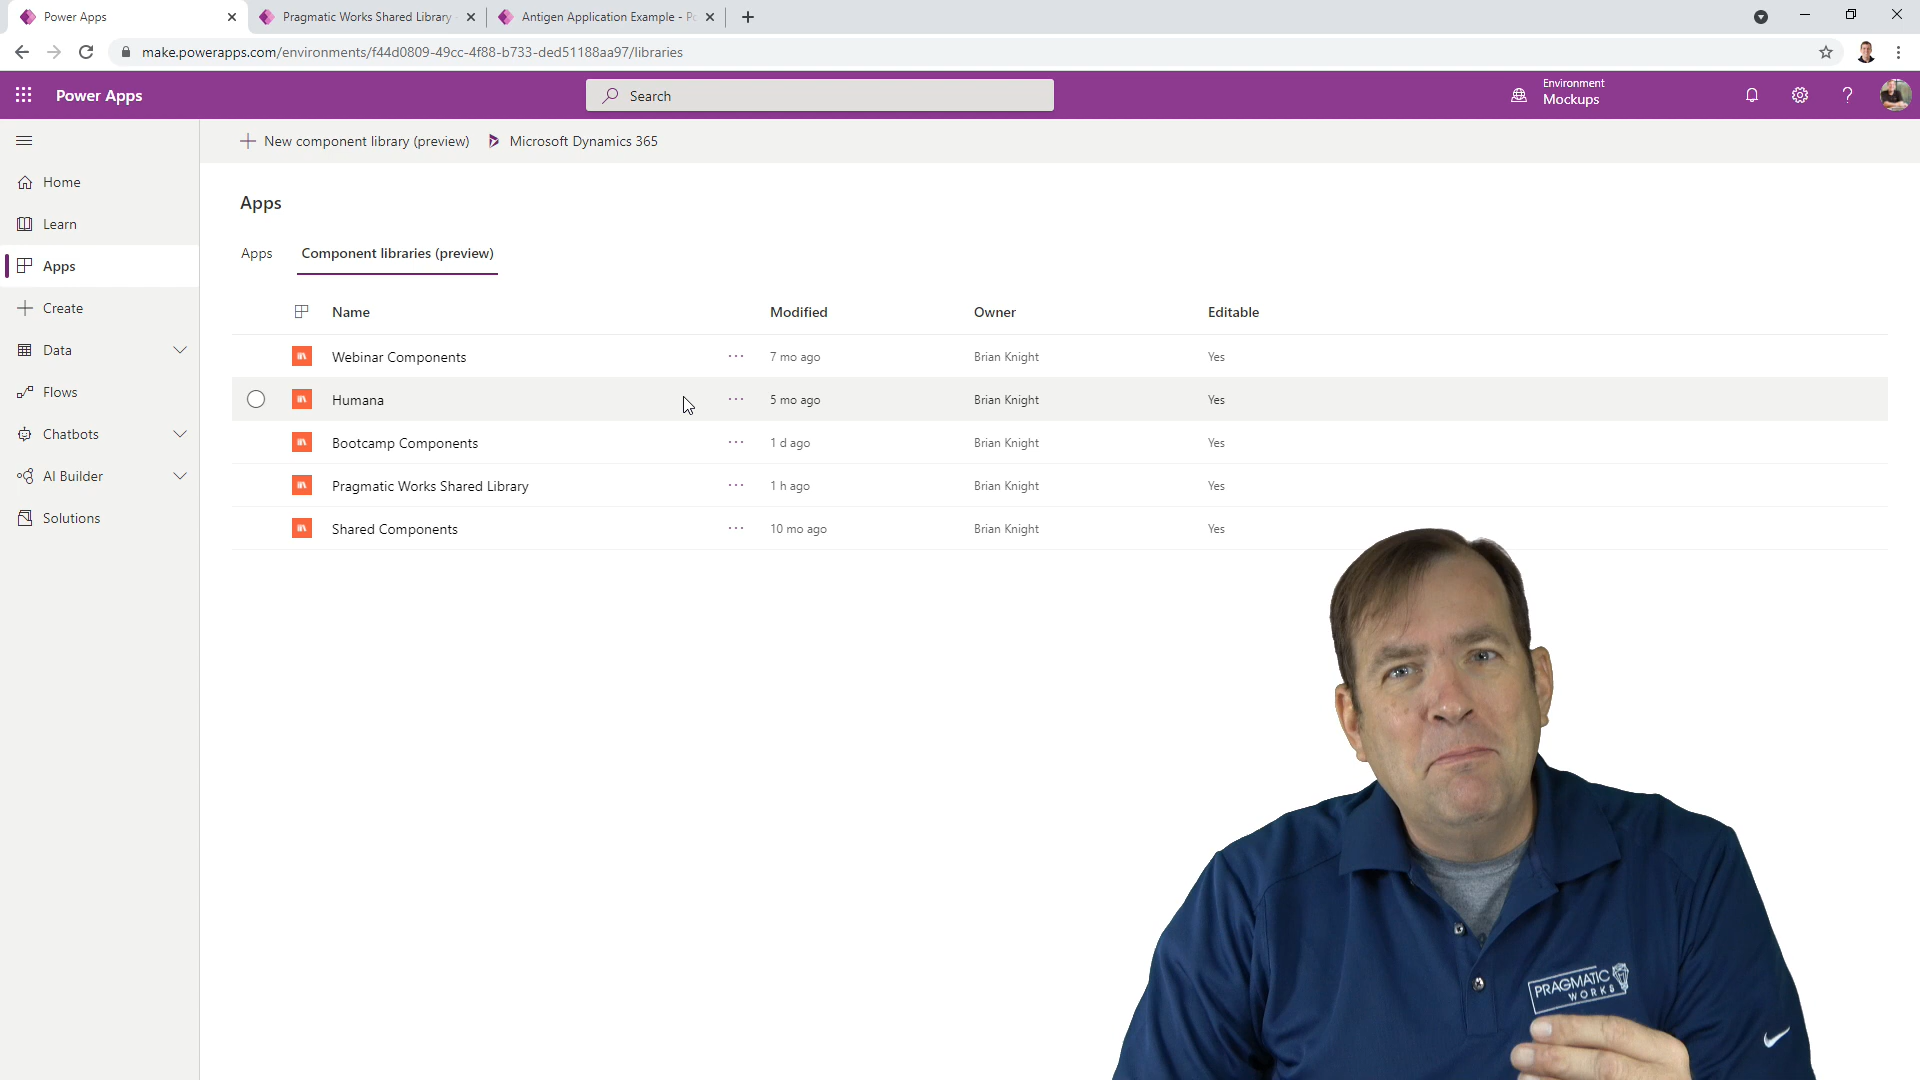 Power Apps
Pragmatic Works Shared Library
Antigen Application Example - P
make.powerapps.com/environments/f44d0809-49cc-4f88-b733-ded51188aa97/libraries
Power Apps
Search
Environment
Mockups
Home
Learn
Apps
Create
Data
Flows
Chatbots
AI Builder
Solutions
New component library (preview)
Microsoft Dynamics 365
Apps
Apps
Component libraries (preview)
Name Modified Owner Editable
Webinar Components ··· 7 mo ago Brian Knight Yes
Humana ··· 5 mo ago Brian Knight Yes
Bootcamp Components ··· 1 d ago Brian Knight Yes
Pragmatic Works Shared Library ··· 1 h ago Brian Knight Yes
Shared Components ··· 10 mo ago Brian Knight Yes
PRAGMATIC
WORKS